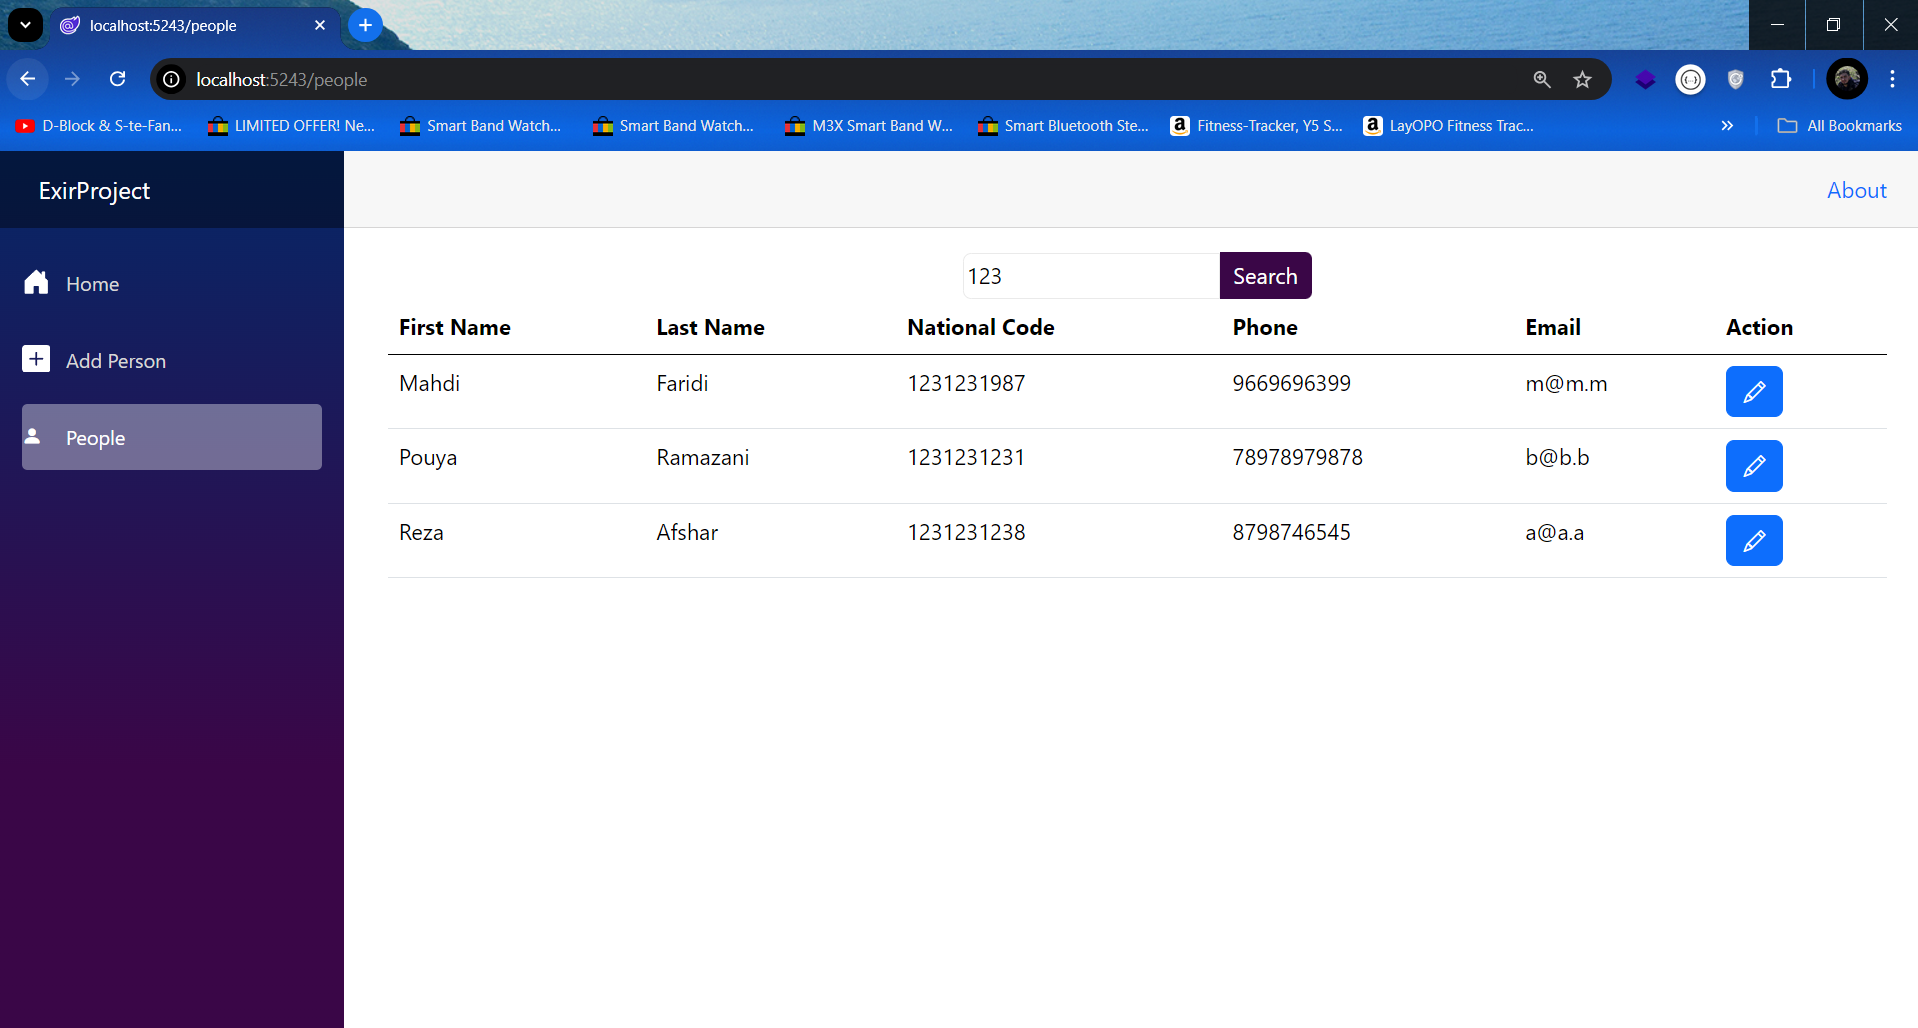 localhost:5243/people
localhost:5243/people
D-Block & S-te-Fan...
LIMITED OFFER! Ne...
Smart Band Watch...
Smart Band Watch...
M3X Smart Band W...
Smart Bluetooth Ste...
Fitness-Tracker, Y5 S...
LayOPO Fitness Trac...
All Bookmarks
ExirProject
About
Home
Add Person
People
123 Search
First Name Last Name National Code Phone Email Action
Mahdi Faridi 1231231987 9669696399 m@m.m
Pouya Ramazani 1231231231 78978979878 b@b.b
Reza Afshar 1231231238 8798746545 a@a.a